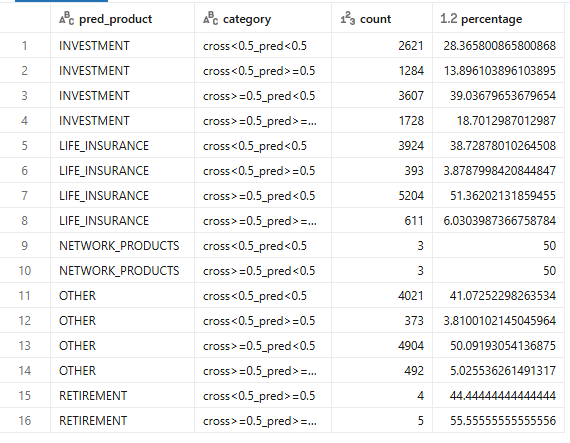 ABC pred_product ABC category 123 count 1.2 percentage
1 INVESTMENT cross<0.5_pred<0.5 2621 28.365800865800868
2 INVESTMENT cross<0.5_pred>=0.5 1284 13.896103896103895
3 INVESTMENT cross>=0.5_pred<0.5 3607 39.03679653679654
4 INVESTMENT cross>=0.5_pred>=... 1728 18.7012987012987
5 LIFE_INSURANCE cross<0.5_pred<0.5 3924 38.72878010264508
6 LIFE_INSURANCE cross<0.5_pred>=0.5 393 3.8787998420844847
7 LIFE_INSURANCE cross>=0.5_pred<0.5 5204 51.36202131859455
8 LIFE_INSURANCE cross>=0.5_pred>=... 611 6.0303987366758784
9 NETWORK_PRODUCTS cross<0.5_pred<0.5 3 50
10 NETWORK_PRODUCTS cross>=0.5_pred<0.5 3 50
11 OTHER cross<0.5_pred<0.5 4021 41.07252298263534
12 OTHER cross<0.5_pred>=0.5 373 3.8100102145045964
13 OTHER cross>=0.5_pred<0.5 4904 50.09193054136875
14 OTHER cross>=0.5_pred>=... 492 5.025536261491317
15 RETIREMENT cross<0.5_pred>=0.5 4 44.44444444444444
16 RETIREMENT cross>=0.5_pred>=... 5 55.55555555555556